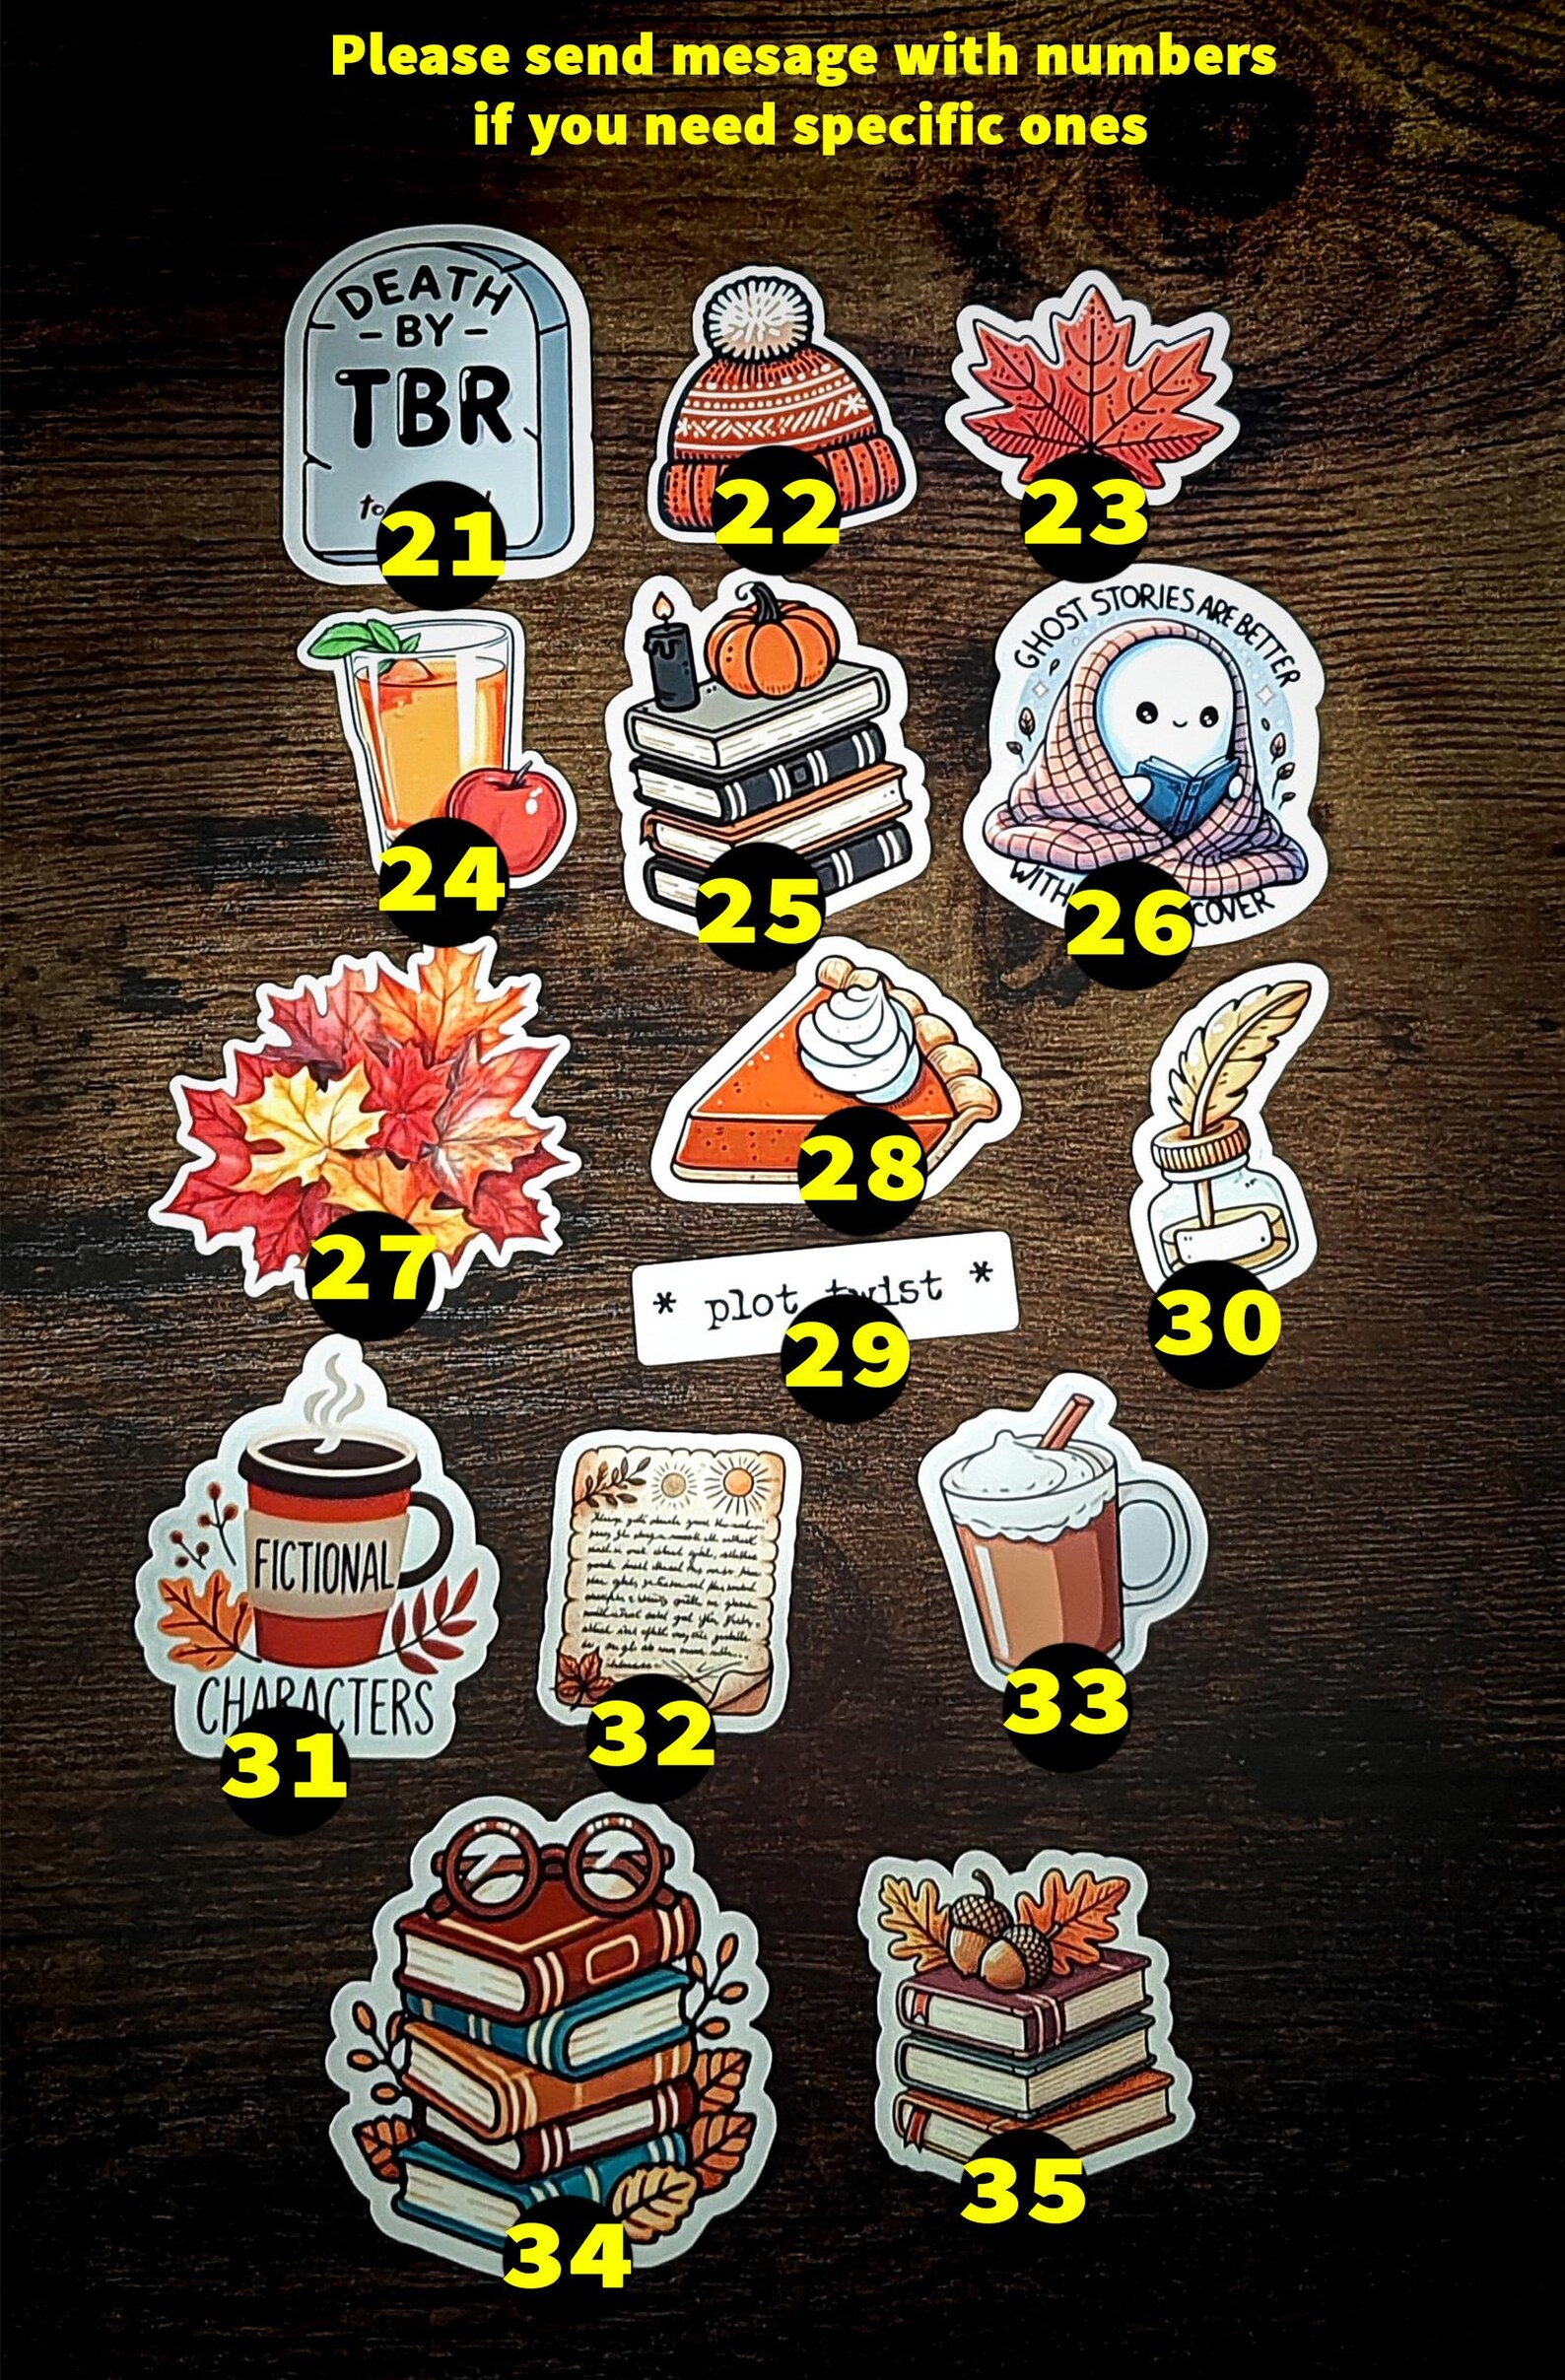 Please send mesage with numbers
if you need specific ones
DEATH
-BY-
TBR
21
22
23
24
25
GHOST STORIES ARE BETTER
WITH
COVER
26
27
28
* plot twist *
29
30
FICTIONAL
CHARACTERS
31
32
33
34
35